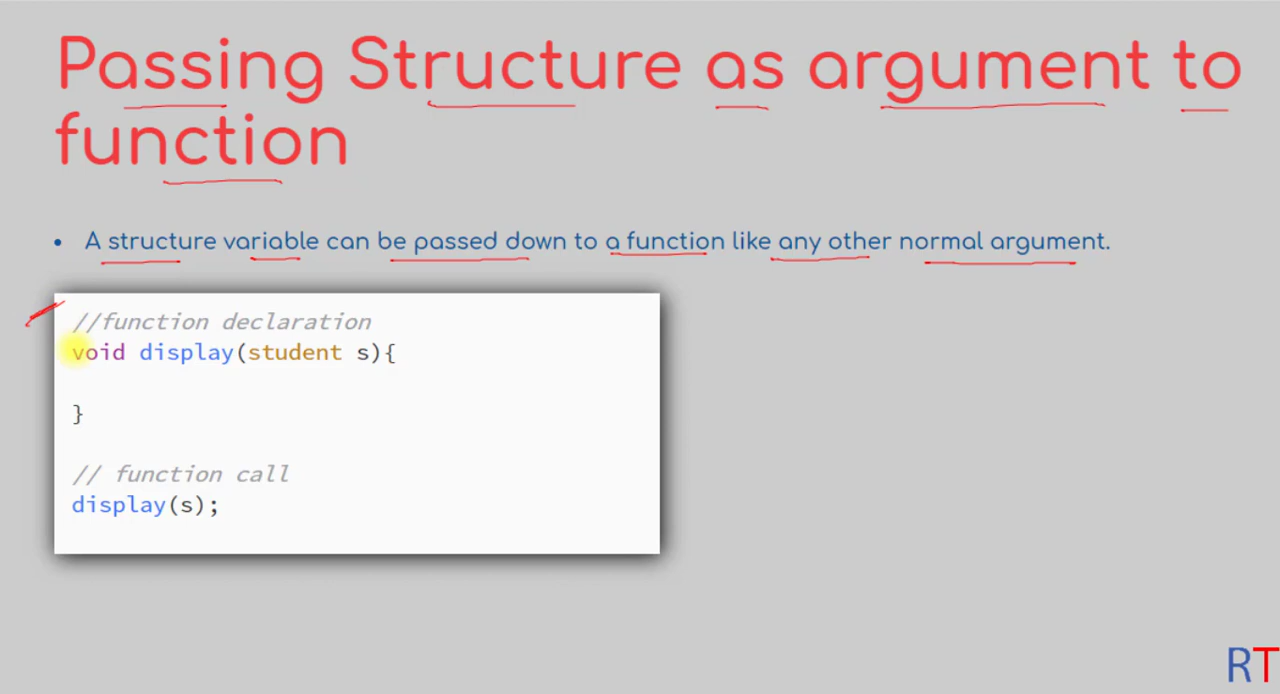 Passing Structure as argument to
function
• A structure variable can be passed down to a function like any other normal argument.
//function declaration
void display(student s){
}
// function call
display(s);
RT